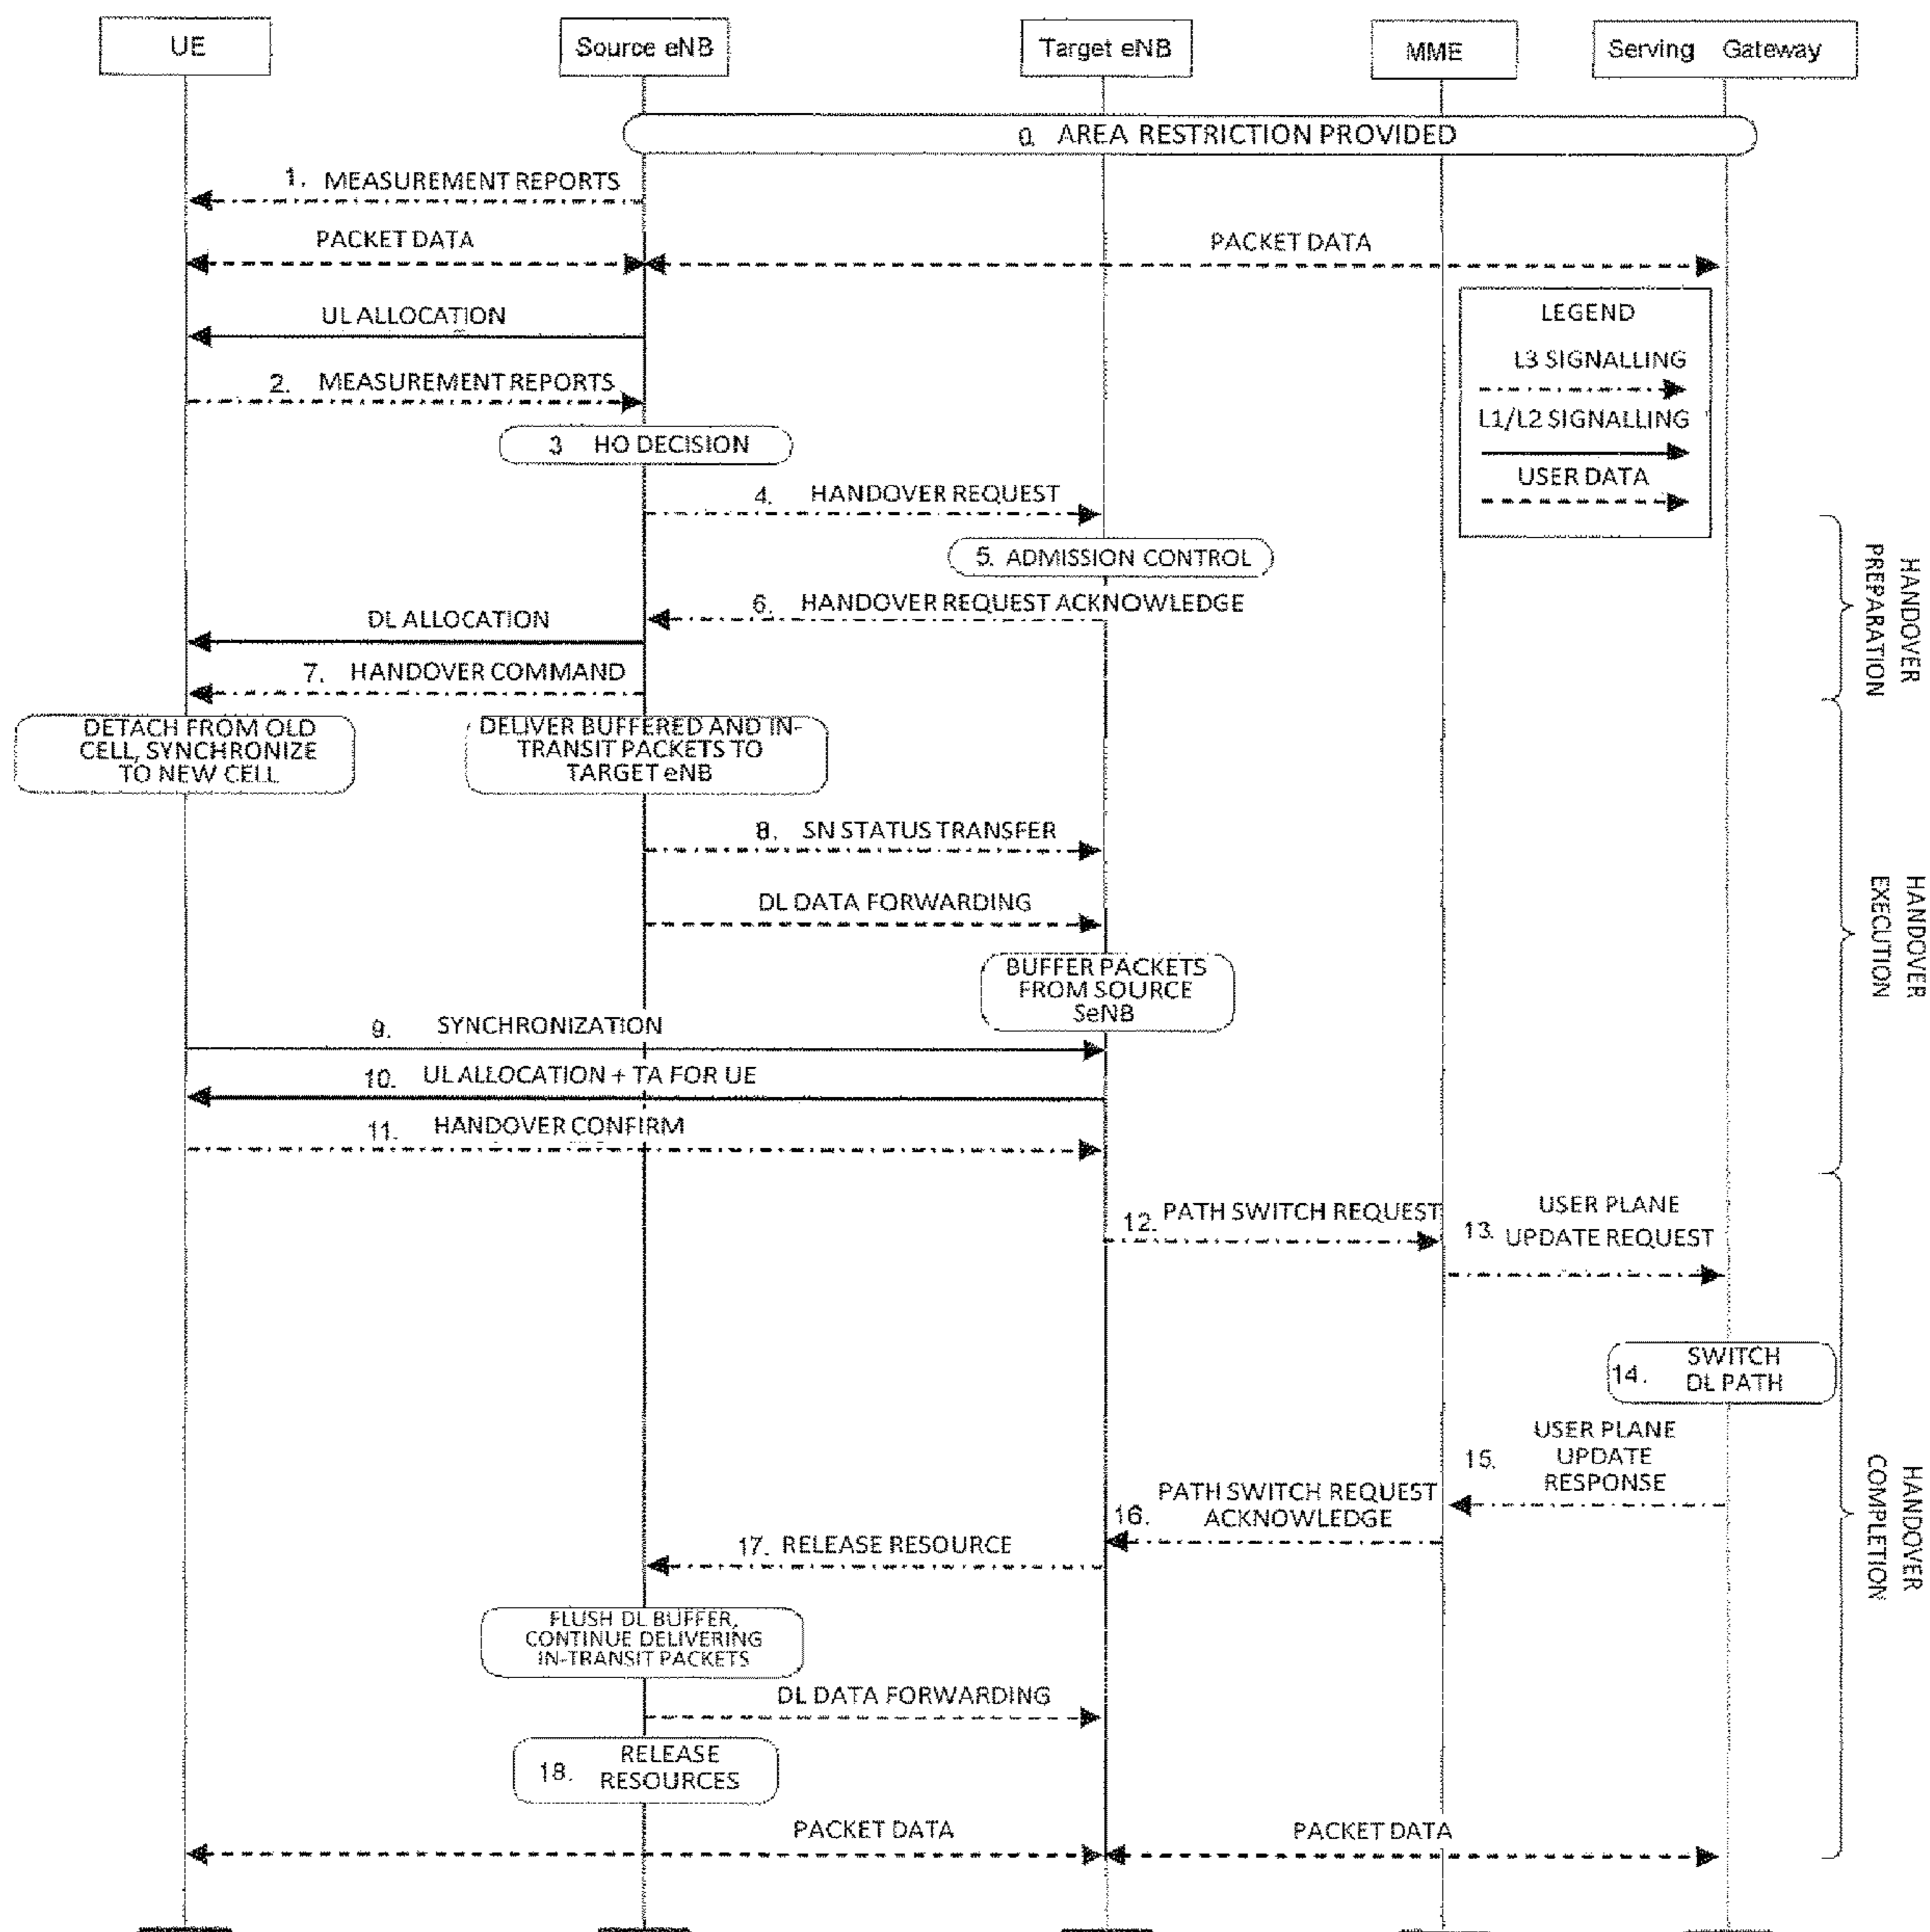 UE
Source eNB
Target eNB
MME
Serving Gateway
0. AREA RESTRICTION PROVIDED
1. MEASUREMENT REPORTS
PACKET DATA
PACKET DATA
UL ALLOCATION
LEGEND
L3 SIGNALLING
L1/L2 SIGNALLING
USER DATA
2. MEASUREMENT REPORTS
3 HO DECISION
4. HANDOVER REQUEST
5. ADMISSION CONTROL
6. HANDOVER REQUEST ACKNOWLEDGE
DL ALLOCATION
7. HANDOVER COMMAND
HANDOVER
PREPARATION
DETACH FROM OLD
CELL, SYNCHRONIZE
TO NEW CELL
DELIVER BUFFERED AND IN-
TRANSIT PACKETS TO
TARGET eNB
8. SN STATUS TRANSFER
DL DATA FORWARDING
BUFFER PACKETS
FROM SOURCE
SeNB
HANDOVER
EXECUTION
9. SYNCHRONIZATION
10. UL ALLOCATION + TA FOR UE
11. HANDOVER CONFIRM
12. PATH SWITCH REQUEST
13. USER PLANE
UPDATE REQUEST
14. SWITCH
DL PATH
15. USER PLANE
UPDATE
RESPONSE
16. PATH SWITCH REQUEST
ACKNOWLEDGE
17. RELEASE RESOURCE
HANDOVER
COMPLETION
FLUSH DL BUFFER,
CONTINUE DELIVERING
IN-TRANSIT PACKETS
DL DATA FORWARDING
18. RELEASE
RESOURCES
PACKET DATA
PACKET DATA